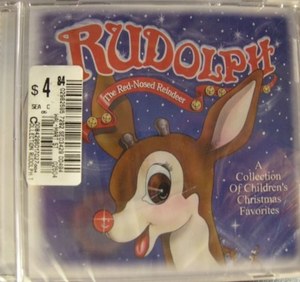 RUDOLPH
The Red-Nosed Reindeer
$4 84
A
Collection
Of Children's
Christmas
Favorites